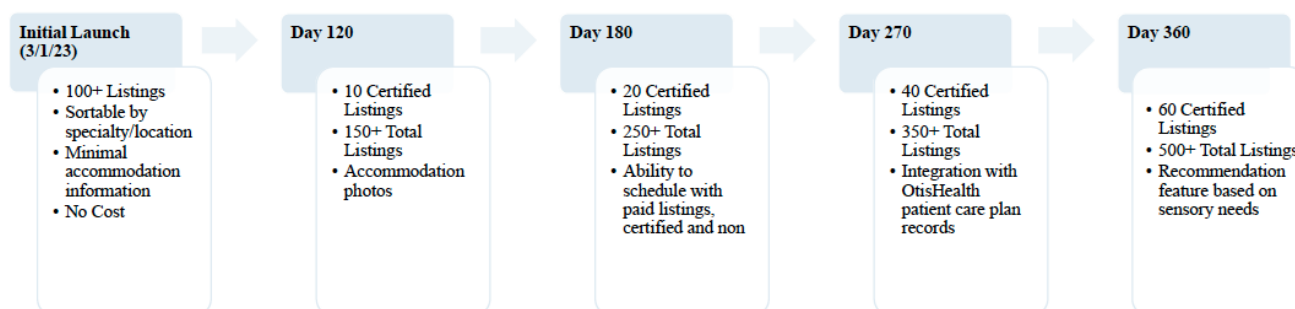 Initial Launch
(3/1/23)
• 100+ Listings
• Sortable by
specialty/location
• Minimal
accommodation
information
• No Cost
Day 120
• 10 Certified
Listings
• 150+ Total
Listings
• Accommodation
photos
Day 180
• 20 Certified
Listings
• 250+ Total
Listings
• Ability to
schedule with
paid listings,
certified and non
Day 270
• 40 Certified
Listings
• 350+ Total
Listings
• Integration with
OtisHealth
patient care plan
records
Day 360
• 60 Certified
Listings
• 500+ Total Listings
• Recommendation
feature based on
sensory needs